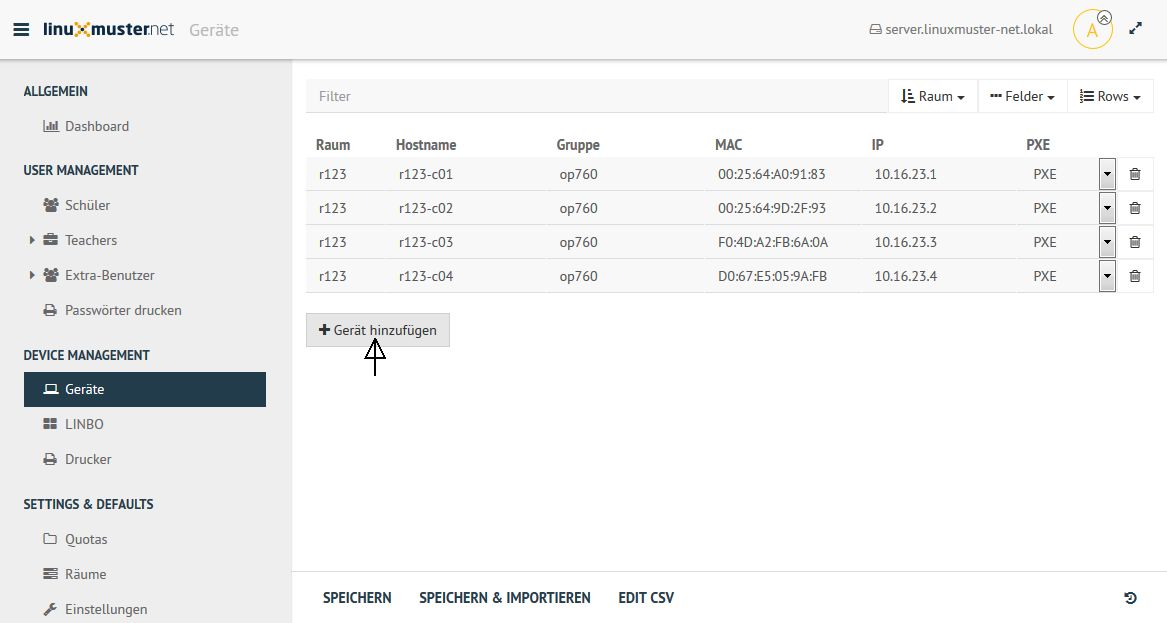 linuxmuster.net Geräte server.linuxmuster-net.lokal A
ALLGEMEIN
Dashboard
USER MANAGEMENT
Schüler
Teachers
Extra-Benutzer
Passwörter drucken
DEVICE MANAGEMENT
Geräte
LINBO
Drucker
SETTINGS & DEFAULTS
Quotas
Räume
Einstellungen
Filter Raum Felder Rows
Raum Hostname Gruppe MAC IP PXE
r123 r123-c01 op760 00:25:64:A0:91:83 10.16.23.1 PXE
r123 r123-c02 op760 00:25:64:9D:2F:93 10.16.23.2 PXE
r123 r123-c03 op760 F0:4D:A2:FB:6A:0A 10.16.23.3 PXE
r123 r123-c04 op760 D0:67:E5:05:9A:FB 10.16.23.4 PXE
Gerät hinzufügen
SPEICHERN SPEICHERN & IMPORTIEREN EDIT CSV